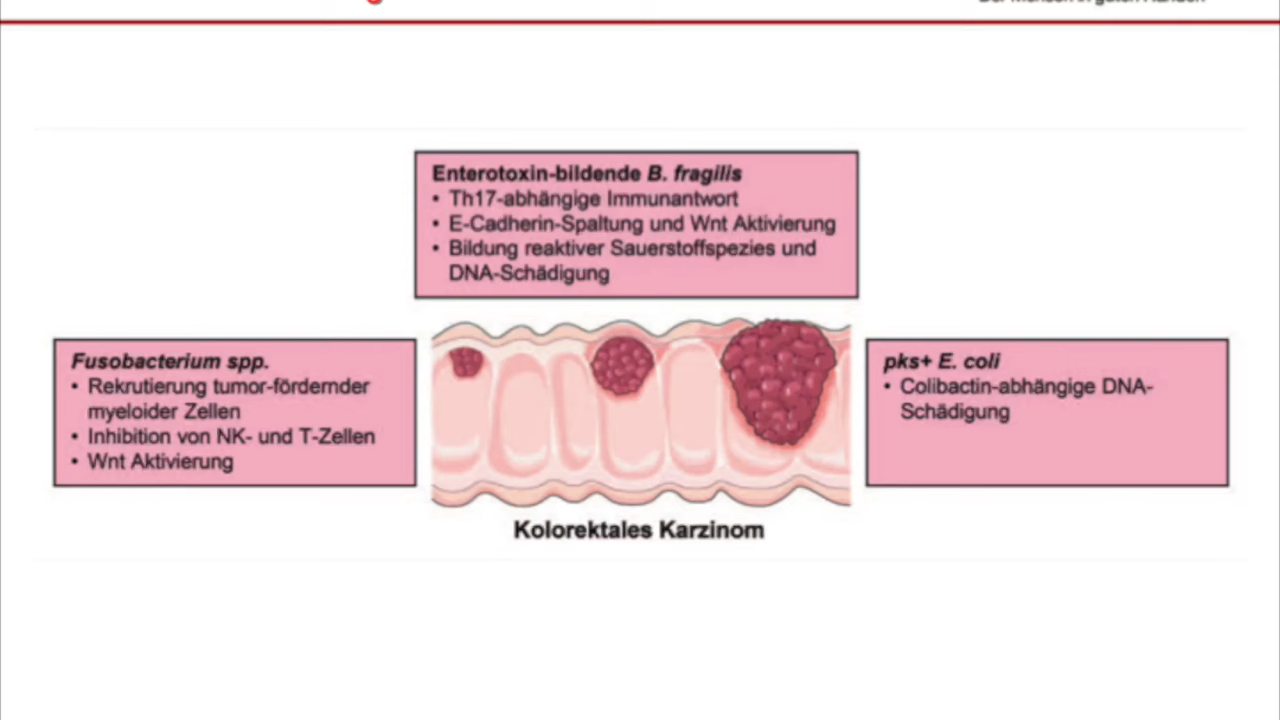 Enterotoxin-bildende B. fragilis
• Th17-abhängige Immunantwort
• E-Cadherin-Spaltung und Wnt Aktivierung
• Bildung reaktiver Sauerstoffspezies und
DNA-Schädigung
Fusobacterium spp.
• Rekrutierung tumor-fördernder
myeloider Zellen
• Inhibition von NK- und T-Zellen
• Wnt Aktivierung
pks+ E. coli
• Colibactin-abhängige DNA-
Schädigung
Kolorektales Karzinom